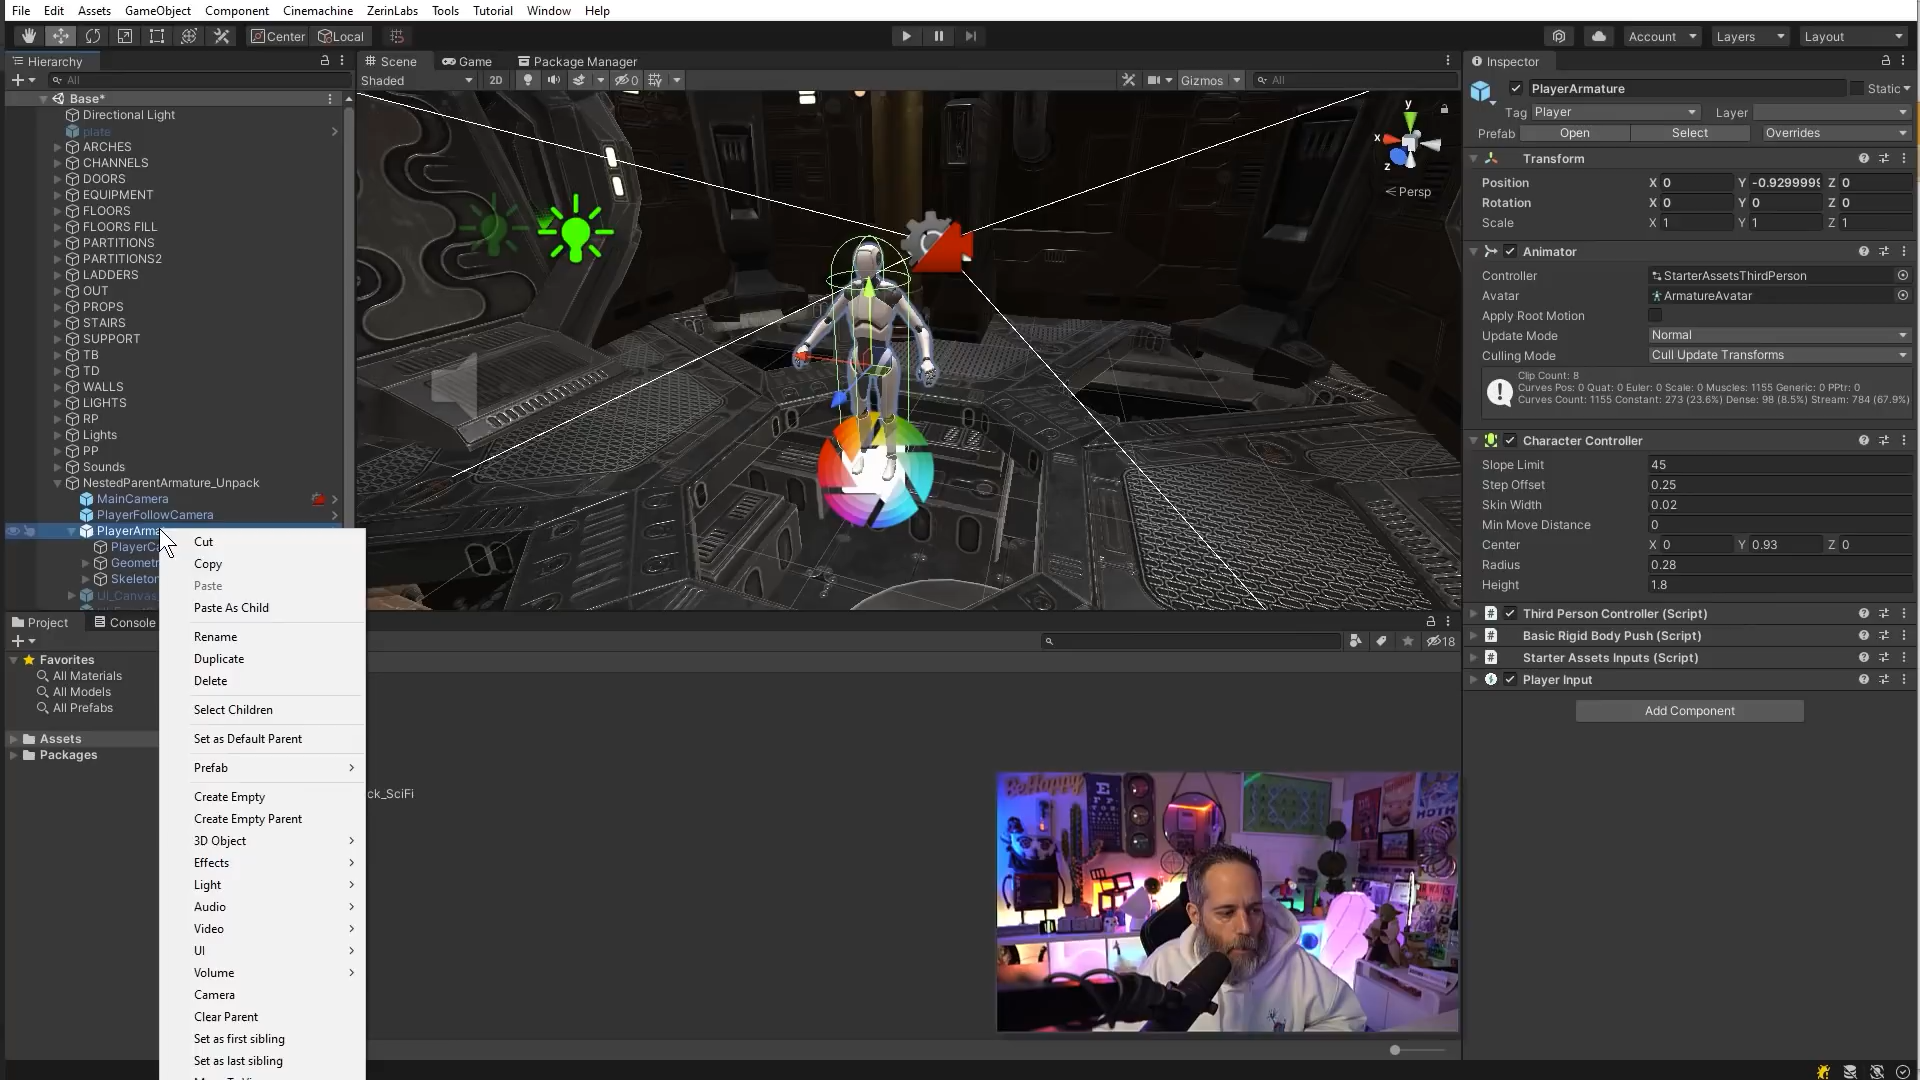 File Edit Assets GameObject Component Cinemachine ZerinLabs Tools Tutorial Window Help
Center Local Account Layers Layout
Hierarchy
All
Base*
Directional Light
plate
ARCHES
CHANNELS
DOORS
EQUIPMENT
FLOORS
FLOORS FILL
PARTITIONS
PARTITIONS2
LADDERS
OUT
PROPS
STAIRS
SUPPORT
TB
TD
WALLS
LIGHTS
RP
Lights
PP
Sounds
NestedParentArmature_Unpack
MainCamera
PlayerFollowCamera
PlayerArma
PlayerCa
Geometr
Skeleton
UI_Canvas
Cut
Copy
Paste
Paste As Child
Rename
Duplicate
Delete
Select Children
Set as Default Parent
Prefab
Create Empty
Create Empty Parent
3D Object
Effects
Light
Audio
Video
UI
Volume
Camera
Clear Parent
Set as first sibling
Set as last sibling
Scene Game Package Manager
Shaded 2D 0 Gizmos All
y
x
z
Persp
Project Console
18
Favorites
All Materials
All Models
All Prefabs
Assets
Packages
ck_SciFi
BeHappy
Inspector
PlayerArmature Static
Tag Player Layer
Prefab Open Select Overrides
Transform
Position X 0 Y -0.9299999 Z 0
Rotation X 0 Y 0 Z 0
Scale X 1 Y 1 Z 1
Animator
Controller StarterAssetsThirdPerson
Avatar ArmatureAvatar
Apply Root Motion
Update Mode Normal
Culling Mode Cull Update Transforms
Clip Count: 8
Curves Pos: 0 Quat: 0 Euler: 0 Scale: 0 Muscles: 1155 Generic: 0 PPtr: 0
Curves Count: 1155 Constant: 273 (23.6%) Dense: 98 (8.5%) Stream: 784 (67.9%)
Character Controller
Slope Limit 45
Step Offset 0.25
Skin Width 0.02
Min Move Distance 0
Center X 0 Y 0.93 Z 0
Radius 0.28
Height 1.8
Third Person Controller (Script)
Basic Rigid Body Push (Script)
Starter Assets Inputs (Script)
Player Input
Add Component